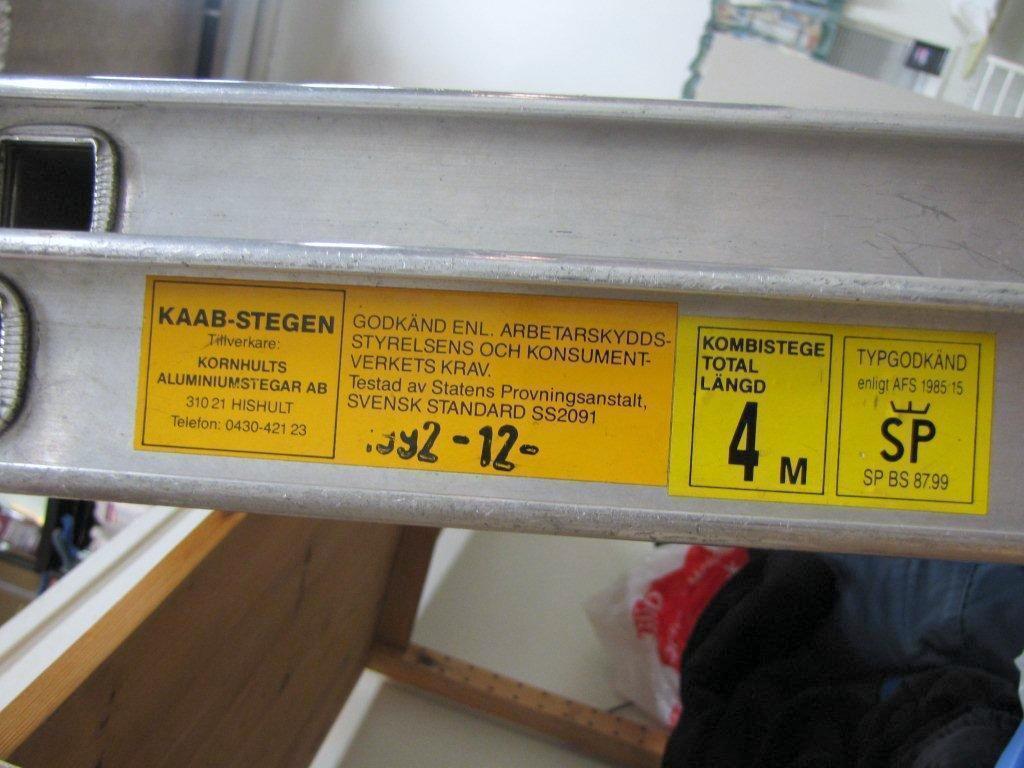 KAAB-STEGEN
Tillverkare:
KORNHULTS
ALUMINIUMSTEGAR AB
310 21 HISHULT
Telefon: 0430-421 23
GODKÄND ENL. ARBETARSKYDDS-
STYRELSENS OCH KONSUMENT-
VERKETS KRAV.
Testad av Statens Provningsanstalt,
SVENSK STANDARD SS2091
1992-12-
KOMBISTEGE
TOTAL
LÄNGD
4 M
TYPGODKÄND
enligt AFS 1985:15
SP
SP BS 87.99